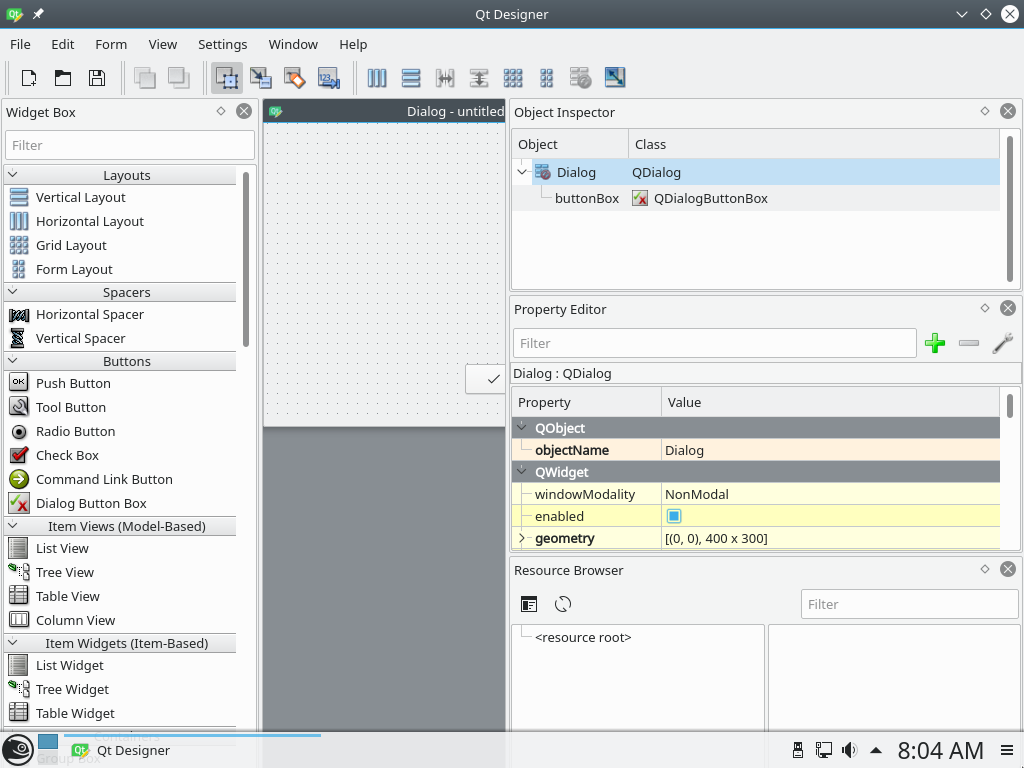 Qt Designer
File Edit Form View Settings Window Help
Widget Box
Filter
Layouts
Vertical Layout
Horizontal Layout
Grid Layout
Form Layout
Spacers
Horizontal Spacer
Vertical Spacer
Buttons
OK Push Button
Tool Button
Radio Button
Check Box
Command Link Button
Dialog Button Box
Item Views (Model-Based)
List View
Tree View
Table View
Column View
Item Widgets (Item-Based)
List Widget
Tree Widget
Table Widget
Containers
Group Box
Dialog - untitled
Object Inspector
Object Class
Dialog QDialog
buttonBox QDialogButtonBox
Property Editor
Filter
Dialog : QDialog
Property Value
QObject
objectName Dialog
QWidget
windowModality NonModal
enabled
geometry [(0, 0), 400 x 300]
Resource Browser
Filter
<resource root>
Qt Designer
8:04 AM